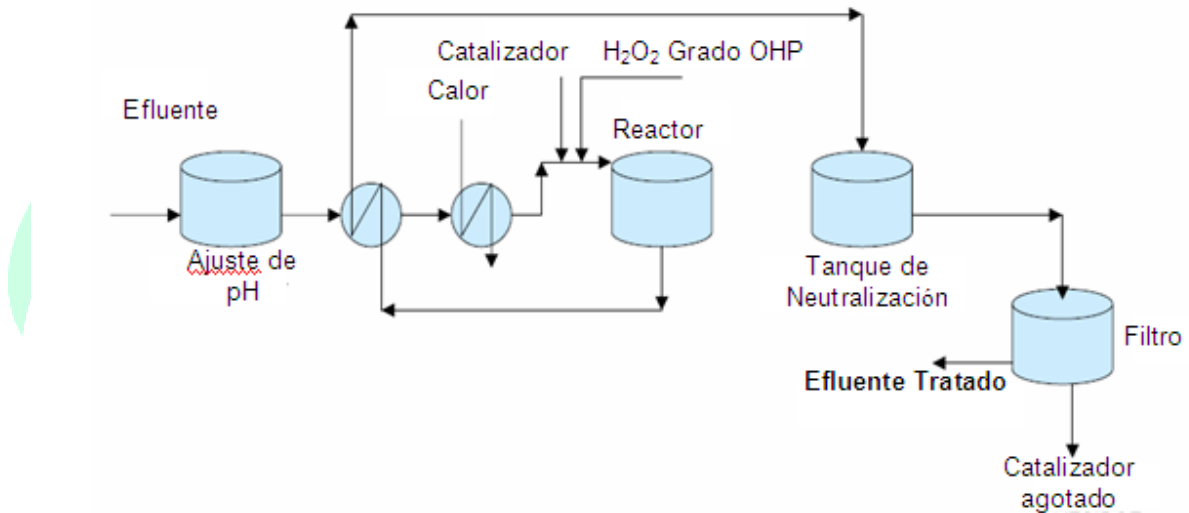 Catalizador H₂O₂ Grado OHP
Calor
Efluente
Reactor
Ajuste de
pH
Tanque de
Neutralización
Filtro
Efluente Tratado
Catalizador
agotado